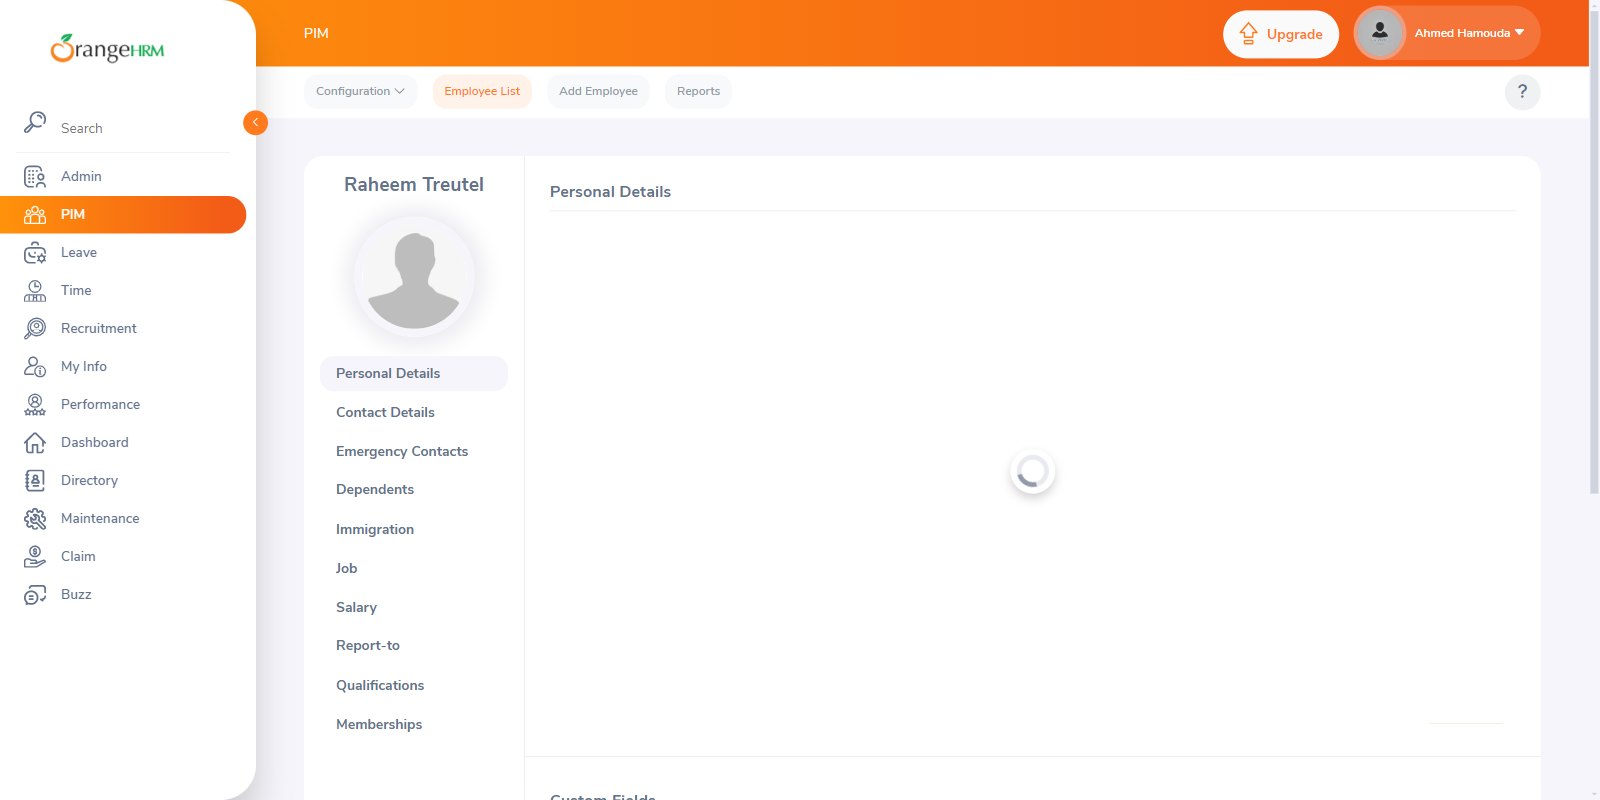 OrangeHRM
Search
Admin
PIM
Leave
Time
Recruitment
My Info
Performance
Dashboard
Directory
Maintenance
Claim
Buzz
PIM
Upgrade
Ahmed Hamouda
Configuration
Employee List
Add Employee
Reports
?
Raheem Treutel
Personal Details
Contact Details
Emergency Contacts
Dependents
Immigration
Job
Salary
Report-to
Qualifications
Memberships
Personal Details
Custom Fields